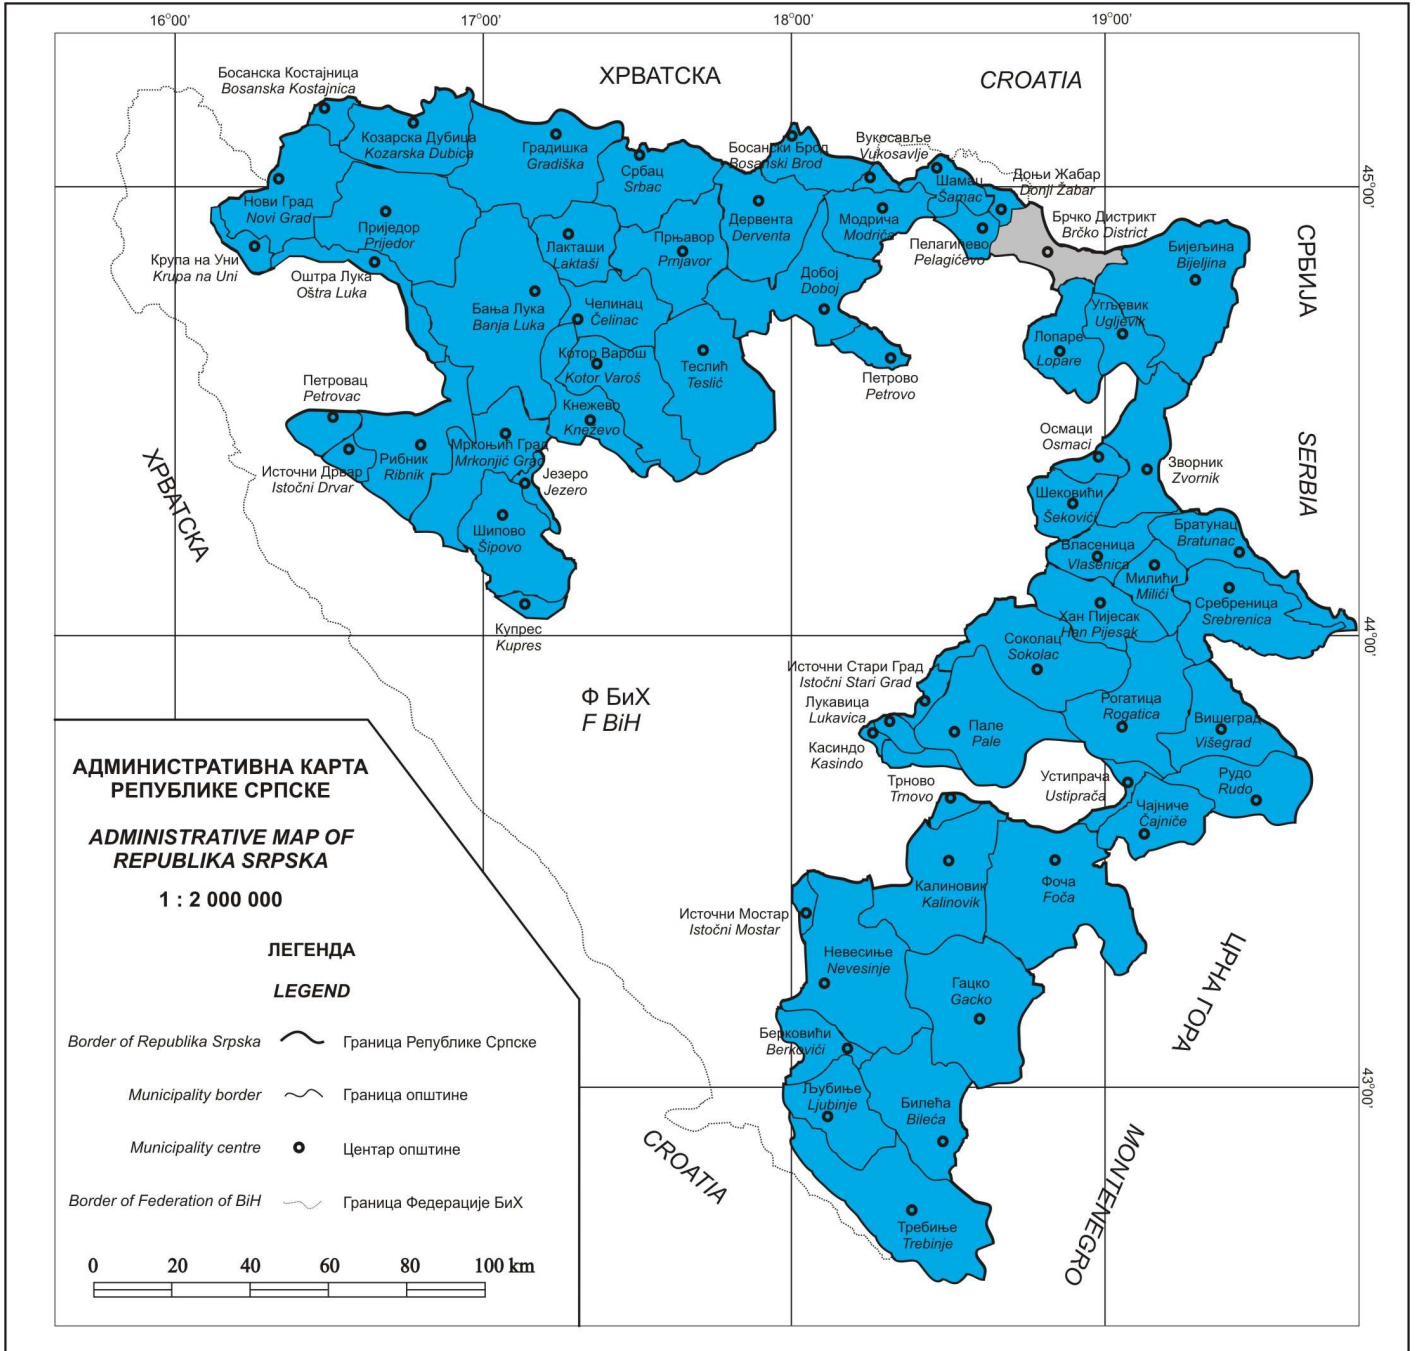 16°00'
17°00'
18°00'
19°00'
ХРВАТСКА
CROATIA
Босанска Костајница
Bosanska Kostajnica
Козарска Дубица
Kozarska Dubica
Градишка
Gradiška
Србац
Srbac
Босански Брод
Bosanski Brod
Вукосавље
Vukosavlje
Шамац
Šamac
Доњи Жабар
Donji Žabar
Брчко Дистрикт
Brčko District
45°00'
Нови Град
Novi Grad
Приједор
Prijedor
Лакташи
Laktaši
Прњавор
Prnjavor
Дервента
Derventa
Модрича
Modriča
Пелагићево
Pelagićevo
Бијељина
Bijeljina
СРБИЈА
Крупа на Уни
Krupa na Uni
Оштра Лука
Oštra Luka
Бања Лука
Banja Luka
Челинац
Čelinac
Добој
Doboj
Угљевик
Ugljevik
Лопаре
Lopare
Котор Варош
Kotor Varoš
Теслић
Teslić
Петрово
Petrovo
Петровац
Petrovac
Кнежево
Knezevo
Источни Дрвар
Istočni Drvar
Рибник
Ribnik
Мркоњић Град
Mrkonjić Grad
Језеро
Jezero
Осмаци
Osmaci
Зворник
Zvornik
SERBIA
ХРВАТСКА
Шипово
Šipovo
Шековићи
Šekovići
Братунац
Bratunac
Власеница
Vlasenica
Милићи
Milići
Сребреница
Srebrenica
Купрес
Kupres
Хан Пијесак
Han Pijesak
44°00'
Соколац
Sokolac
Источни Стари Град
Istočni Stari Grad
Ф БиХ
F BiH
Лукавица
Lukavica
Рогатица
Rogatica
Вишеград
Višegrad
Пале
Pale
Касиндо
Kasindo
Трново
Trnovo
Устипрача
Ustiprača
Рудо
Rudo
Чајниче
Čajniče
Калиновик
Kalinovik
Фоча
Foča
Источни Мостар
Istočni Mostar
Невесиње
Nevesinje
Гацко
Gacko
ЦРНА ГОРА
Берковићи
Berkovići
43°00'
Љубиње
Ljubinje
Билећа
Bileća
CROATIA
MONTENEGRO
Требиње
Trebinje
АДМИНИСТРАТИВНА КАРТА
РЕПУБЛИКЕ СРПСКЕ
ADMINISTRATIVE MAP OF
REPUBLIKA SRPSKA
1 : 2 000 000
ЛЕГЕНДА
LEGEND
Border of Republika Srpska Граница Републике Српске
Municipality border Граница општине
Municipality centre Центар општине
Border of Federation of BiH Граница Федерације БиХ
0 20 40 60 80 100 km